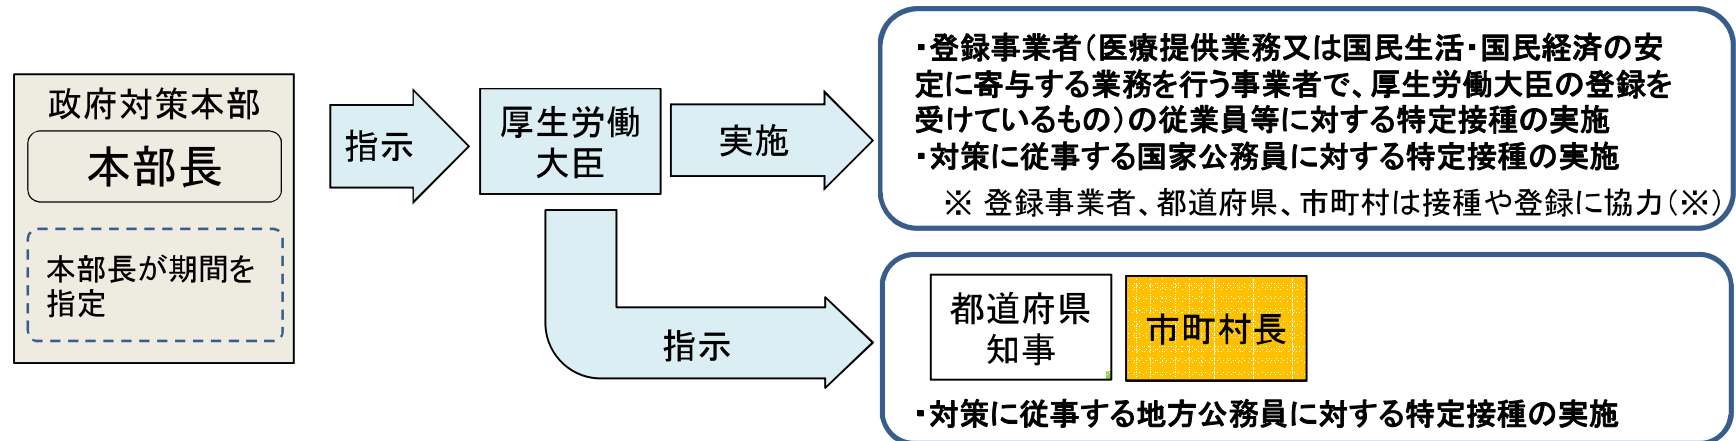 政府対策本部
本部長
本部長が期間を
指定
指示
厚生労働
大臣
実施
・登録事業者（医療提供業務又は国民生活・国民経済の安
定に寄与する業務を行う事業者で、厚生労働大臣の登録を
受けているもの）の従業員等に対する特定接種の実施
・対策に従事する国家公務員に対する特定接種の実施
※ 登録事業者、都道府県、市町村は接種や登録に協力（※）
指示
都道府県
知事
市町村長
・対策に従事する地方公務員に対する特定接種の実施